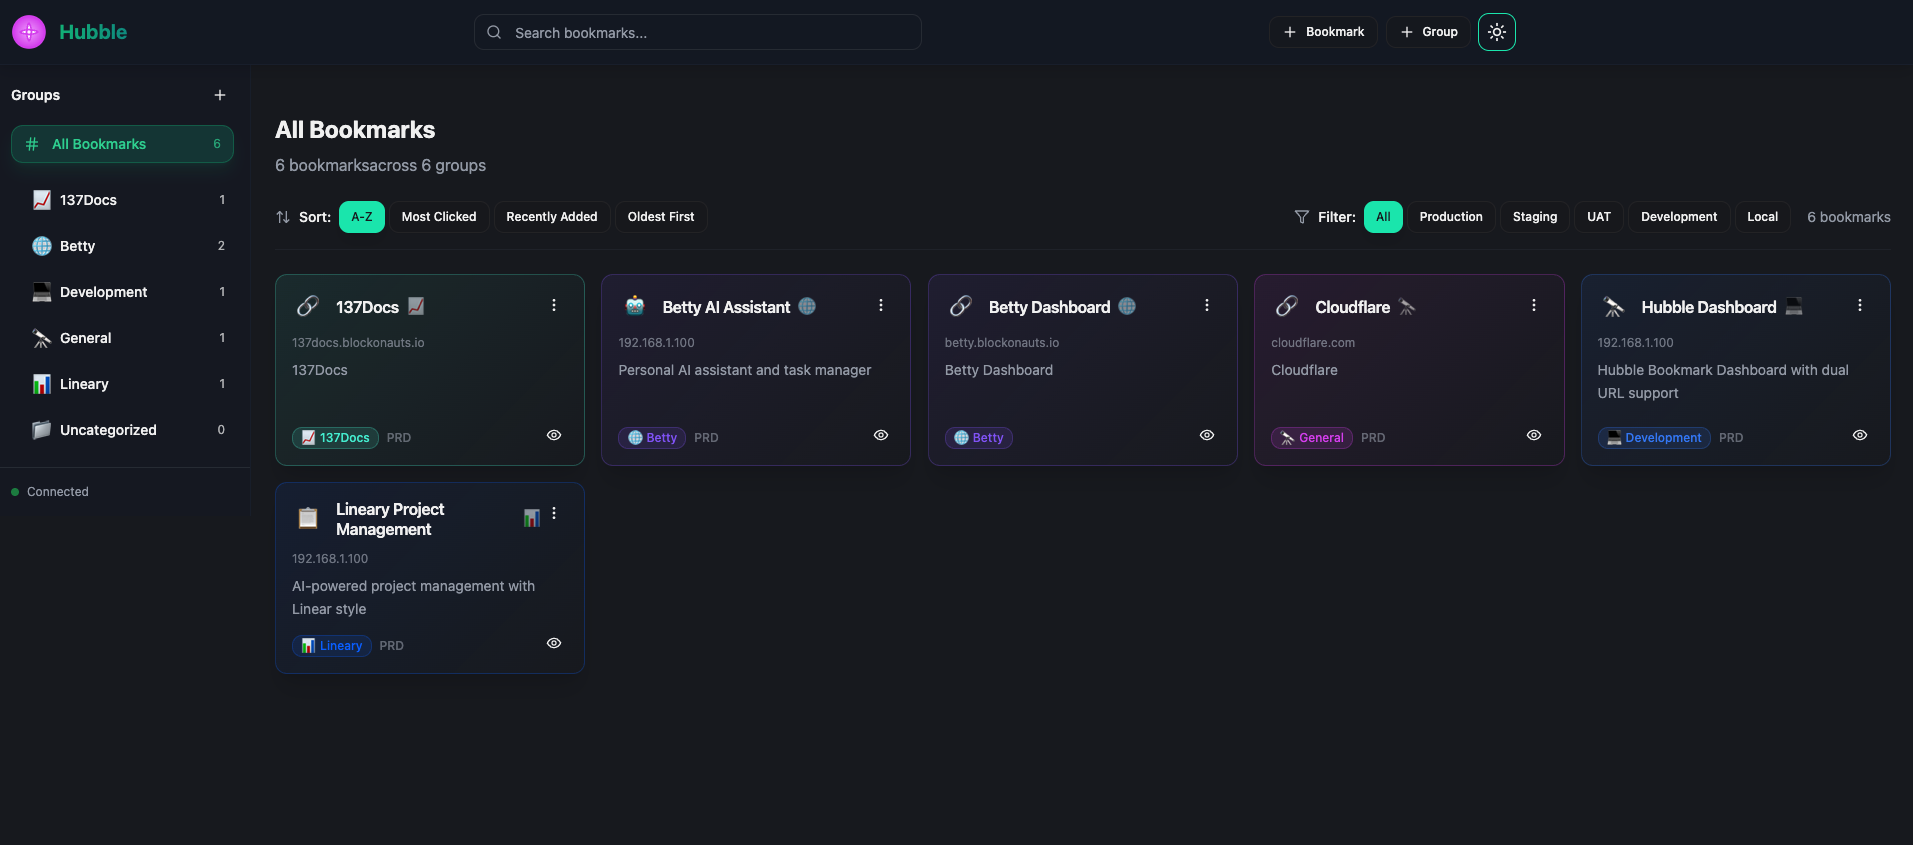 Hubble
Search bookmarks...
Bookmark
Group
Groups
All Bookmarks 6
137Docs 1
Betty 2
Development 1
General 1
Lineary 1
Uncategorized 0
Connected
All Bookmarks
6 bookmarksacross 6 groups
Sort: A-Z Most Clicked Recently Added Oldest First
Filter: All Production Staging UAT Development Local 6 bookmarks
137Docs
137docs.blockonauts.io
137Docs
137Docs PRD
Betty AI Assistant
192.168.1.100
Personal AI assistant and task manager
Betty PRD
Betty Dashboard
betty.blockonauts.io
Betty Dashboard
Betty
Cloudflare
cloudflare.com
Cloudflare
General PRD
Hubble Dashboard
192.168.1.100
Hubble Bookmark Dashboard with dual
URL support
Development PRD
Lineary Project
Management
192.168.1.100
AI-powered project management with
Linear style
Lineary PRD